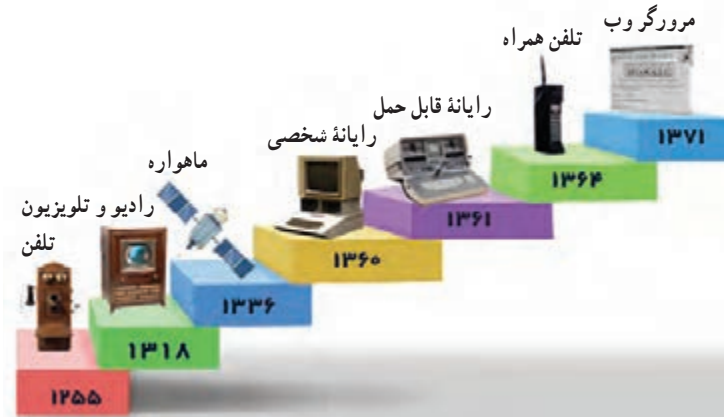 مرورگر وب
تلفن همراه
رایانهٔ قابل حمل
رایانهٔ شخصی
ماهواره
رادیو و تلویزیون
تلفن
۱۳۷۱
۱۳۶۴
۱۳۶۱
۱۳۶۰
۱۳۳۶
۱۳۱۸
۱۲۵۵